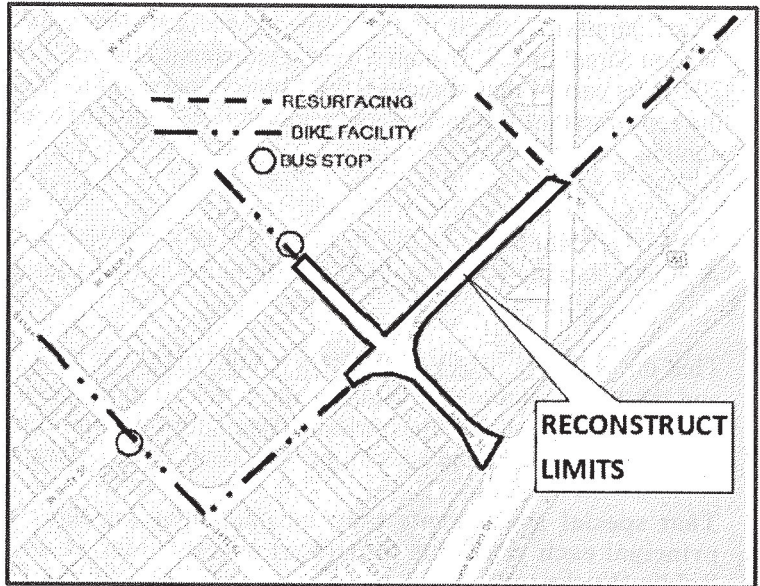 RESURFACING
BIKE FACILITY
BUS STOP
RECONSTRUCT
LIMITS